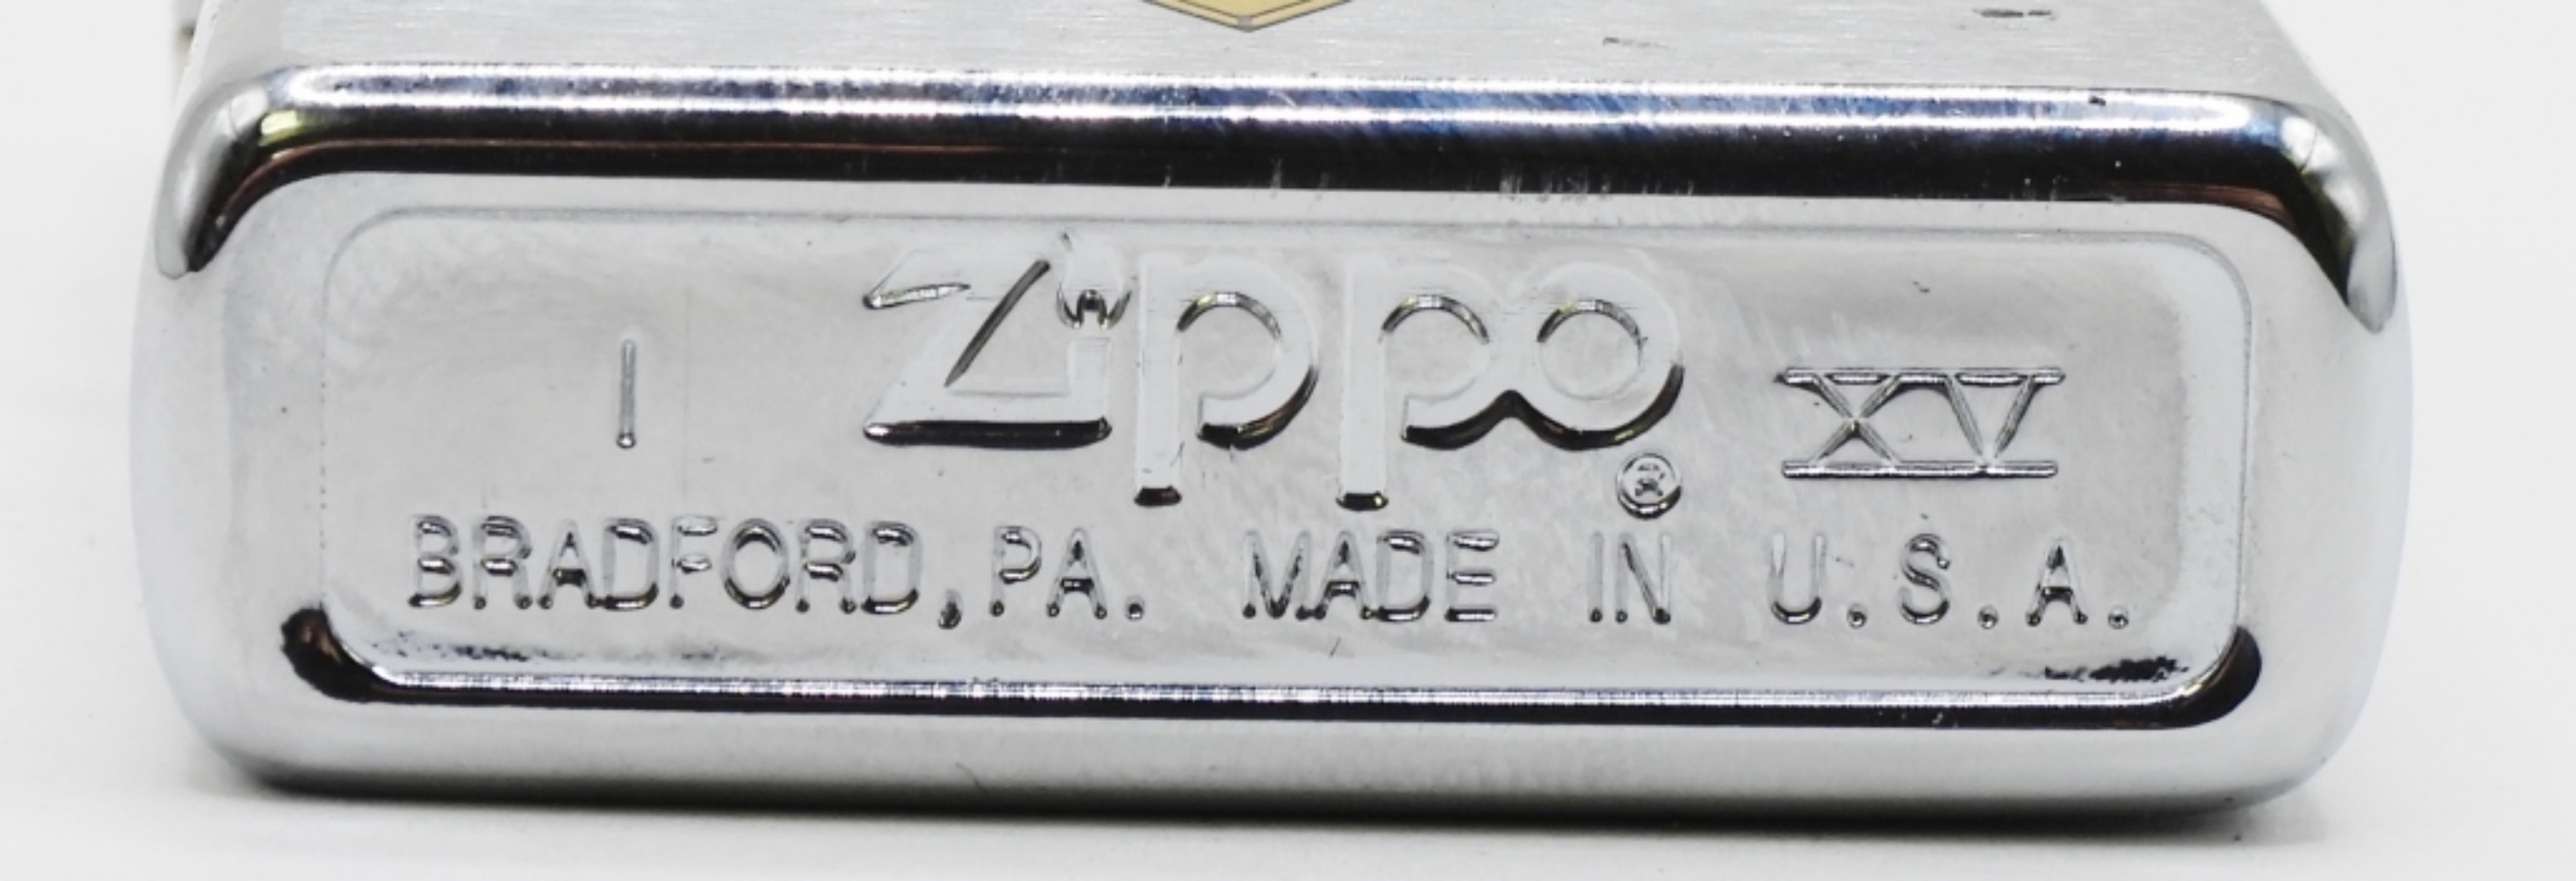 I Zippo ® XV
BRADFORD, PA. MADE IN U.S.A.